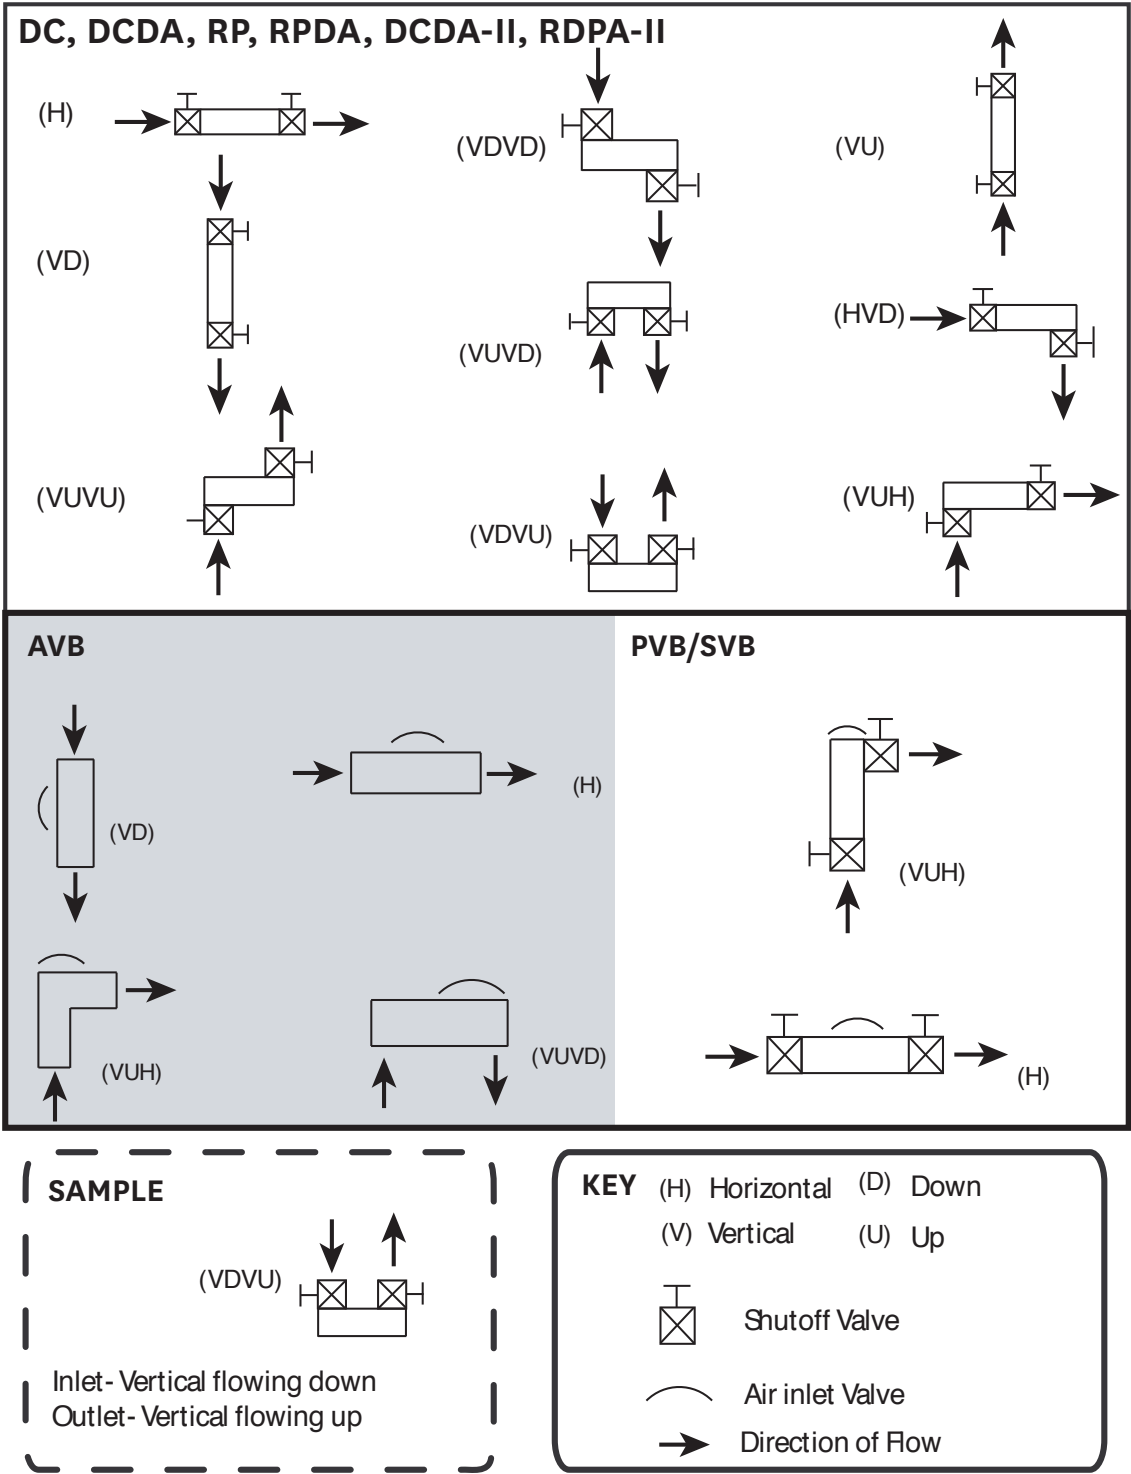 DC, DCDA, RP, RPDA, DCDA-II, RDPA-II
(H)
(VDVD)
(VU)
(VD)
(HVD)
(VUVD)
(VUVU)
(VUH)
(VDVU)
AVB
PVB/SVB
(H)
(VD)
(VUH)
(VUVD)
(VUH)
(H)
SAMPLE
(VDVU)
Inlet- Vertical flowing down
Outlet- Vertical flowing up
KEY (H) Horizontal (D) Down
(V) Vertical (U) Up
Shutoff Valve
Air inlet Valve
Direction of Flow